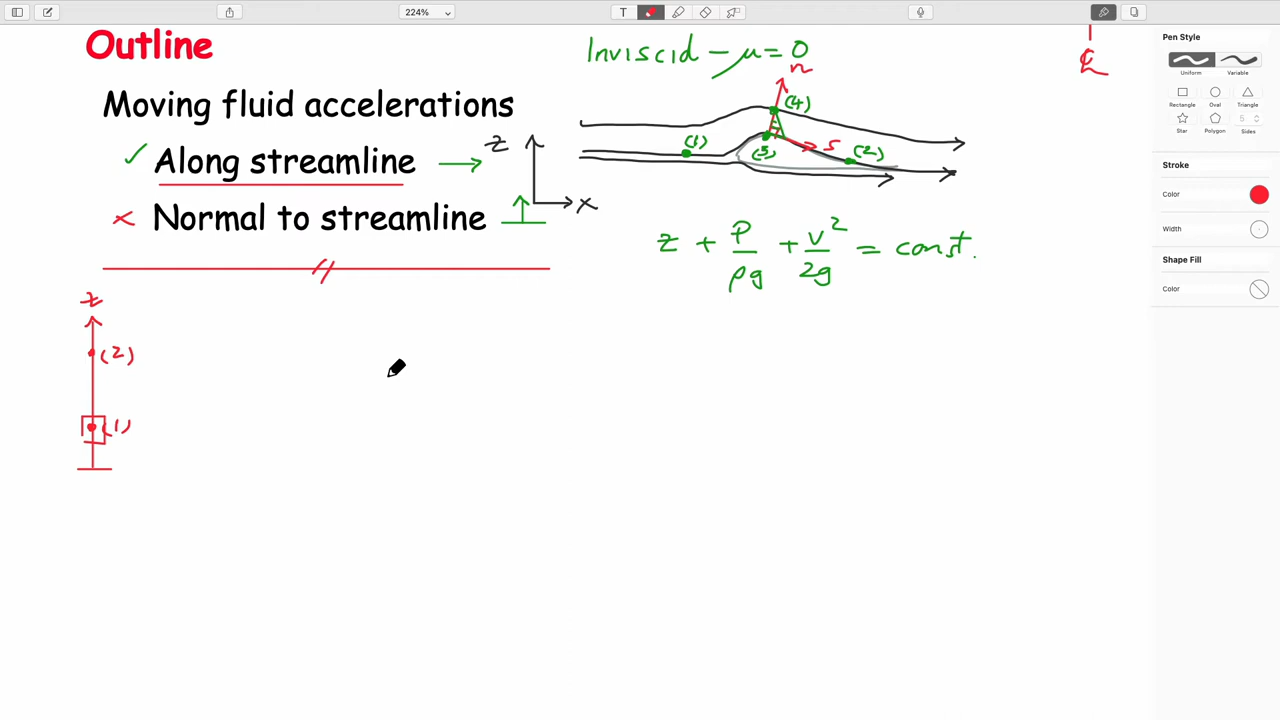 224%
T
Outline
Moving fluid accelerations
✓ Along streamline →
× Normal to streamline
Inviscid – μ = 0
n
(4)
(1)
(3)
s
(2)
z
x
z + P/ρg + v²/2g = const.
℄
z
(2)
(1)
Pen Style
Uniform
Variable
Rectangle
Oval
Triangle
Star
Polygon
5
Sides
Stroke
Color
Width
Shape Fill
Color